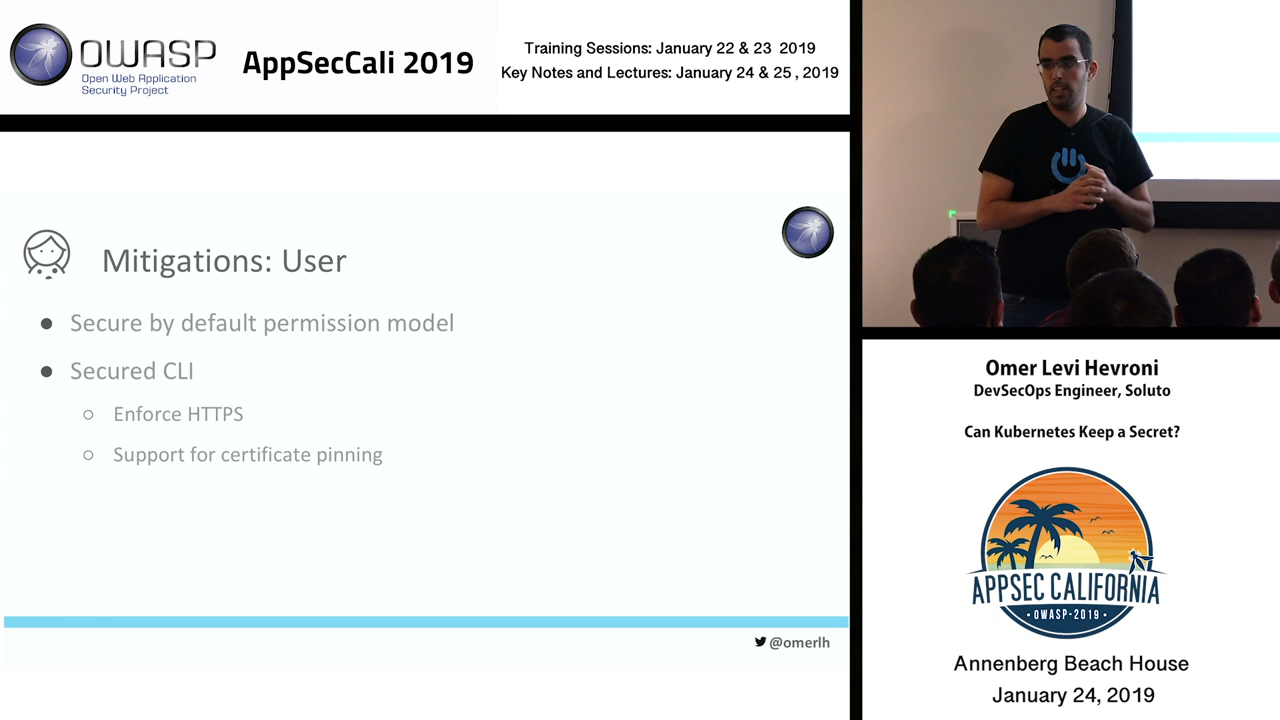 OWASP
Open Web Application
Security Project
AppSecCali 2019
Training Sessions: January 22 & 23 2019
Key Notes and Lectures: January 24 & 25 , 2019
Mitigations: User
● Secure by default permission model
● Secured CLI
○ Enforce HTTPS
○ Support for certificate pinning
@omerlh
Omer Levi Hevroni
DevSecOps Engineer, Soluto
Can Kubernetes Keep a Secret?
APPSEC CALIFORNIA
• OWASP-2019 •
Annenberg Beach House
January 24, 2019